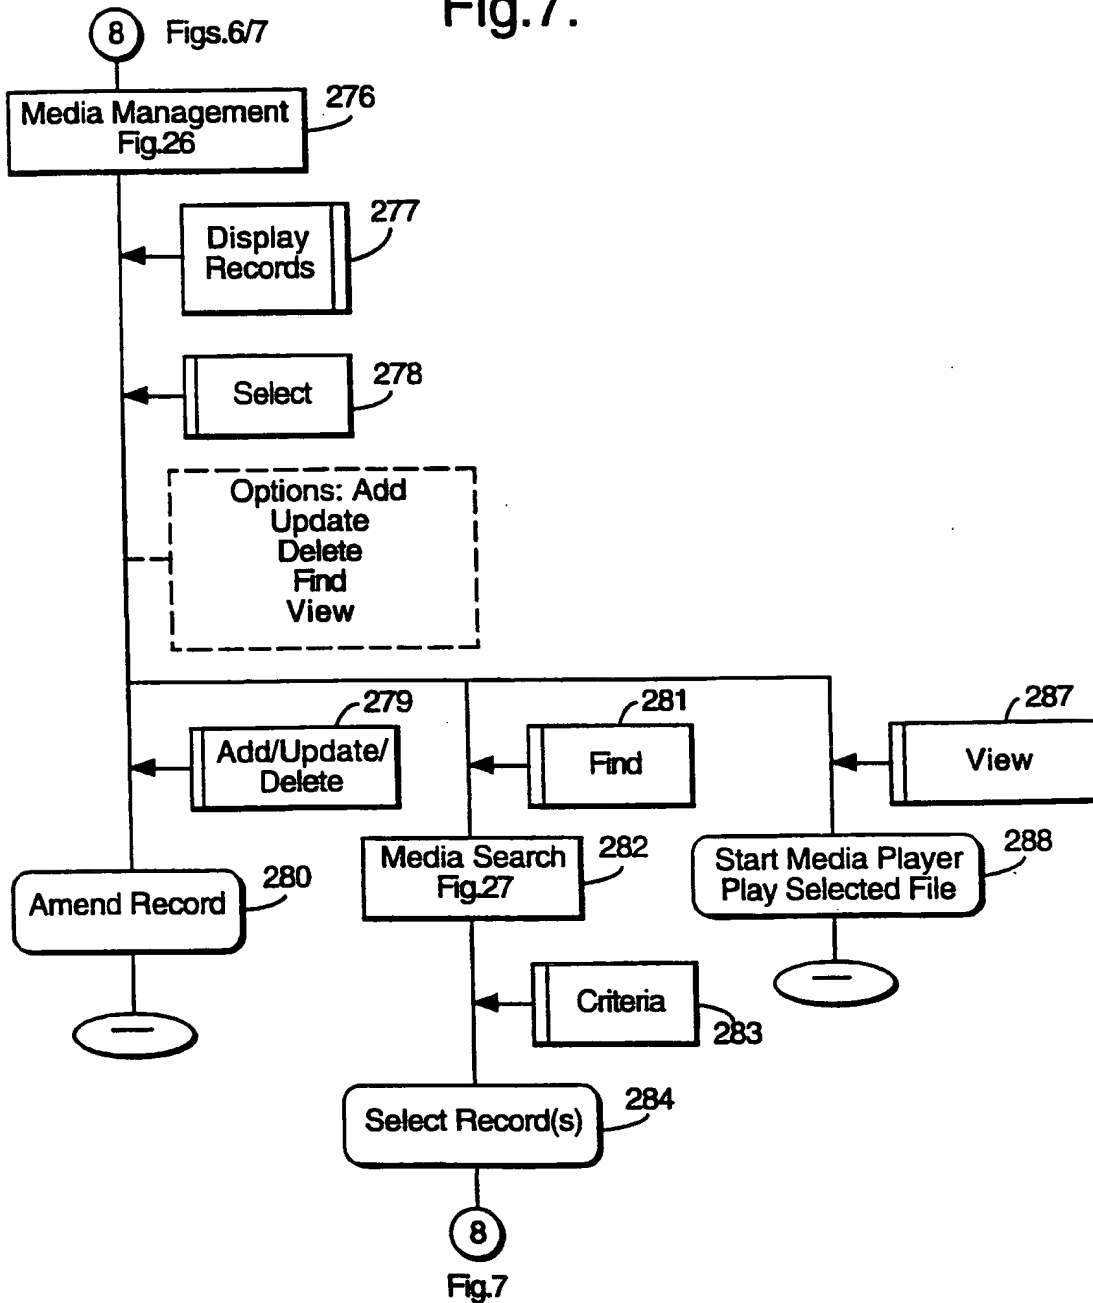 Fig.7.
8 Figs.6/7
Media Management
Fig.26
276
Display
Records
277
Select
278
Options: Add
Update
Delete
Find
View
279
Add/Update/
Delete
281
Find
287
View
Amend Record
280
Media Search
Fig.27
282
Start Media Player
Play Selected File
288
Criteria
283
Select Record(s)
284
8
Fig.7